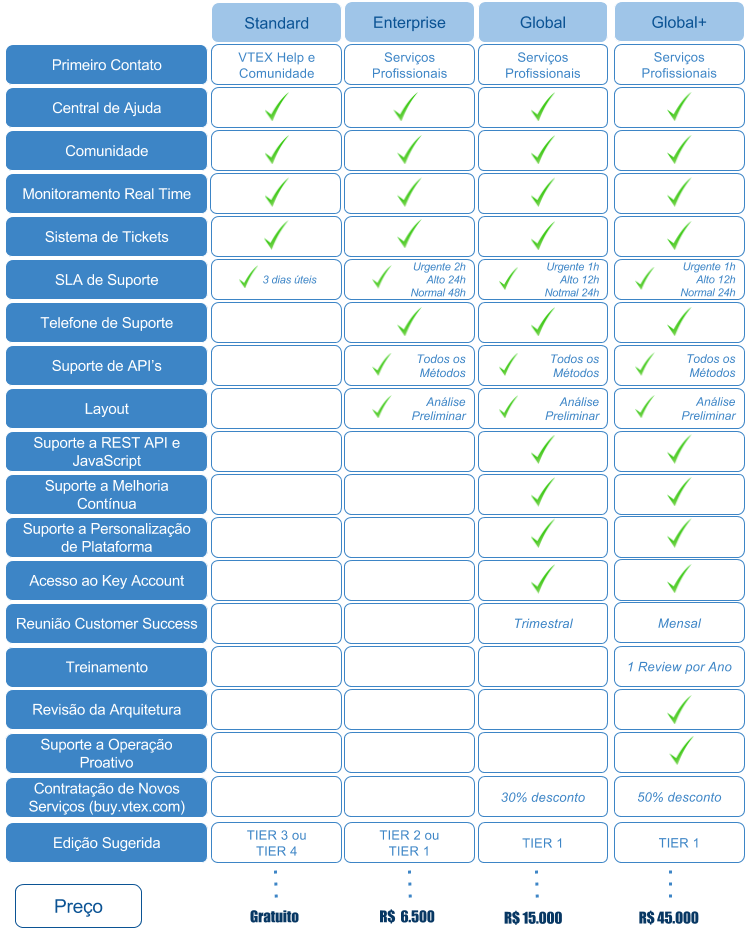 Standard Enterprise Global Global+
Primeiro Contato
VTEX Help e
Comunidade
Serviços
Profissionais
Serviços
Profissionais
Serviços
Profissionais
Central de Ajuda
Comunidade
Monitoramento Real Time
Sistema de Tickets
SLA de Suporte
3 dias úteis
Urgente 2h
Alto 24h
Normal 48h
Urgente 1h
Alto 12h
Notmal 24h
Urgente 1h
Alto 12h
Normal 24h
Telefone de Suporte
Suporte de API's
Todos os
Métodos
Todos os
Métodos
Todos os
Métodos
Layout
Análise
Preliminar
Análise
Preliminar
Análise
Preliminar
Suporte a REST API e
JavaScript
Suporte a Melhoria
Contínua
Suporte a Personalização
de Plataforma
Acesso ao Key Account
Reunião Customer Success
Trimestral
Mensal
Treinamento
1 Review por Ano
Revisão da Arquitetura
Suporte a Operação
Proativo
Contratação de Novos
Serviços (buy.vtex.com)
30% desconto
50% desconto
Edição Sugerida
TIER 3 ou
TIER 4
TIER 2 ou
TIER 1
TIER 1
TIER 1
Preço
Gratuito
R$ 6.500
R$ 15.000
R$ 45.000